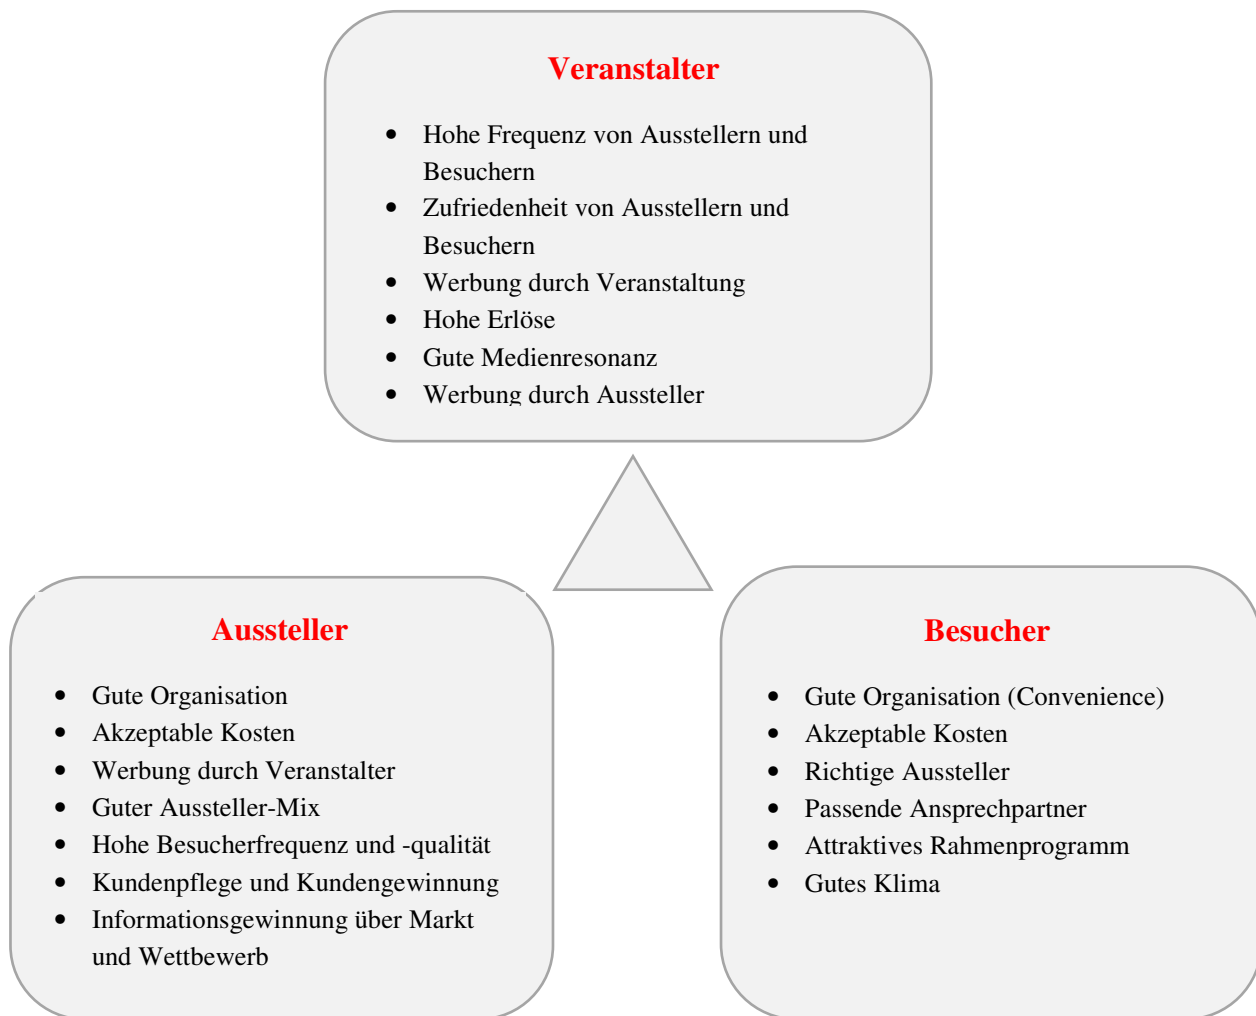 Veranstalter
• Hohe Frequenz von Ausstellern und
Besuchern
• Zufriedenheit von Ausstellern und
Besuchern
• Werbung durch Veranstaltung
• Hohe Erlöse
• Gute Medienresonanz
• Werbung durch Aussteller
Aussteller
• Gute Organisation
• Akzeptable Kosten
• Werbung durch Veranstalter
• Guter Aussteller-Mix
• Hohe Besucherfrequenz und -qualität
• Kundenpflege und Kundengewinnung
• Informationsgewinnung über Markt
und Wettbewerb
Besucher
• Gute Organisation (Convenience)
• Akzeptable Kosten
• Richtige Aussteller
• Passende Ansprechpartner
• Attraktives Rahmenprogramm
• Gutes Klima